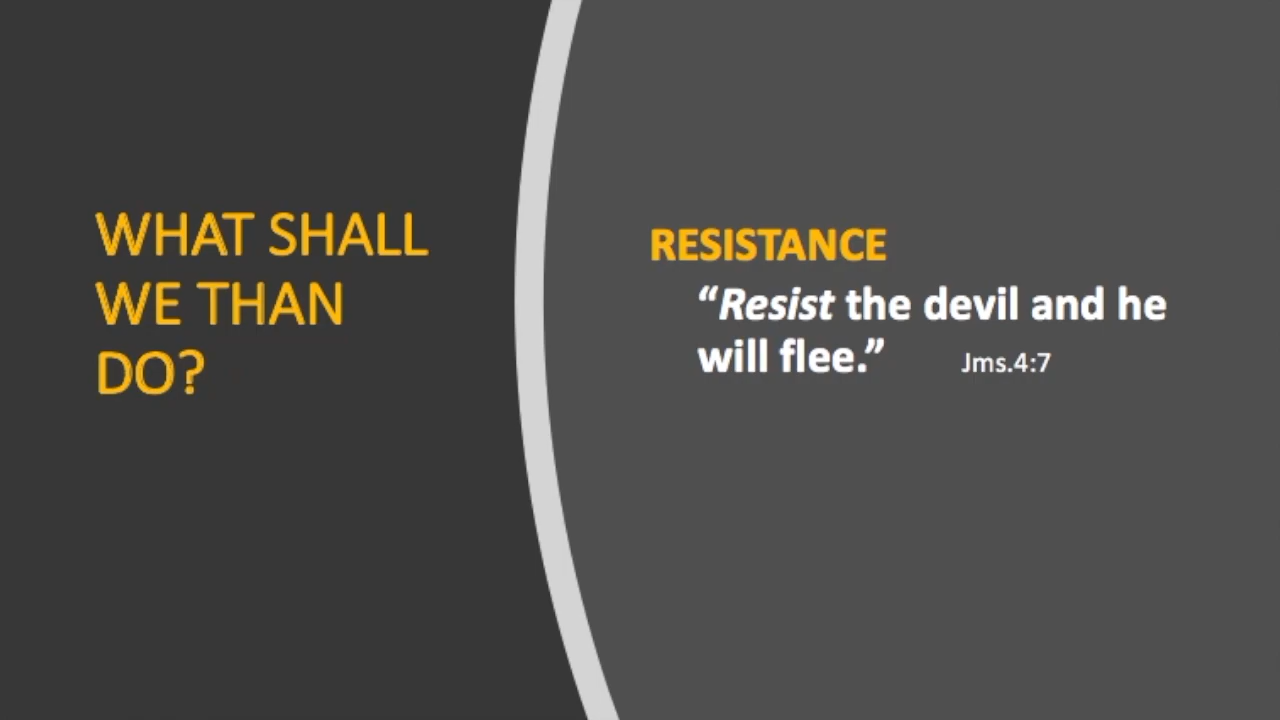 WHAT SHALL
WE THAN
DO?
RESISTANCE
“Resist the devil and he
will flee.” Jms.4:7